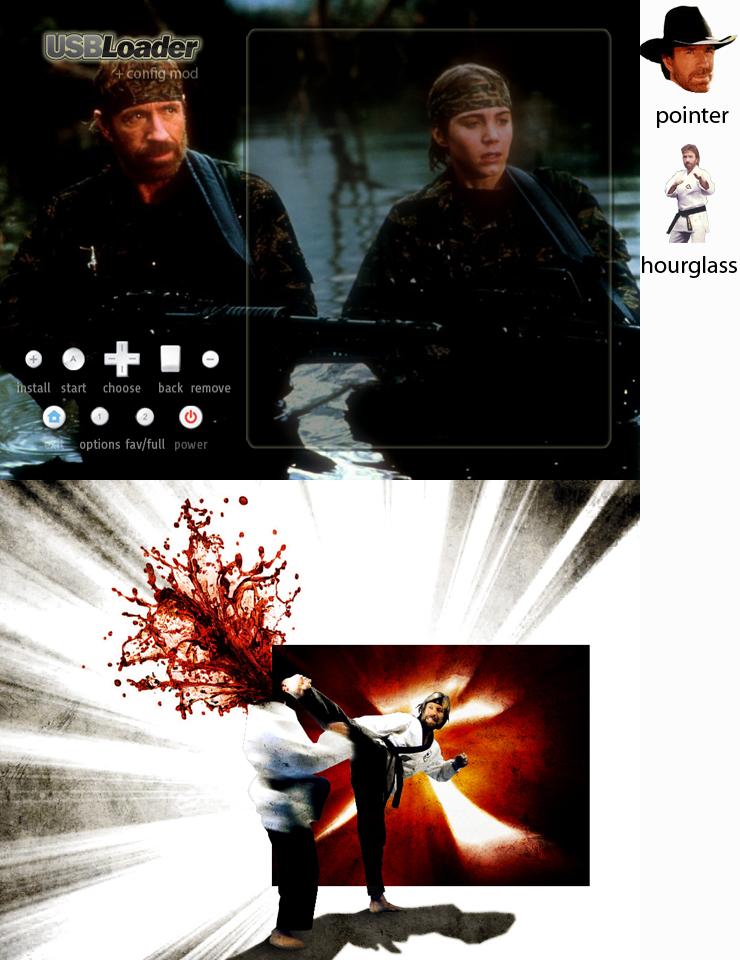 USBLoader
+ config mod
pointer
hourglass
A
install start choose back remove
1 2
exit options fav/full power